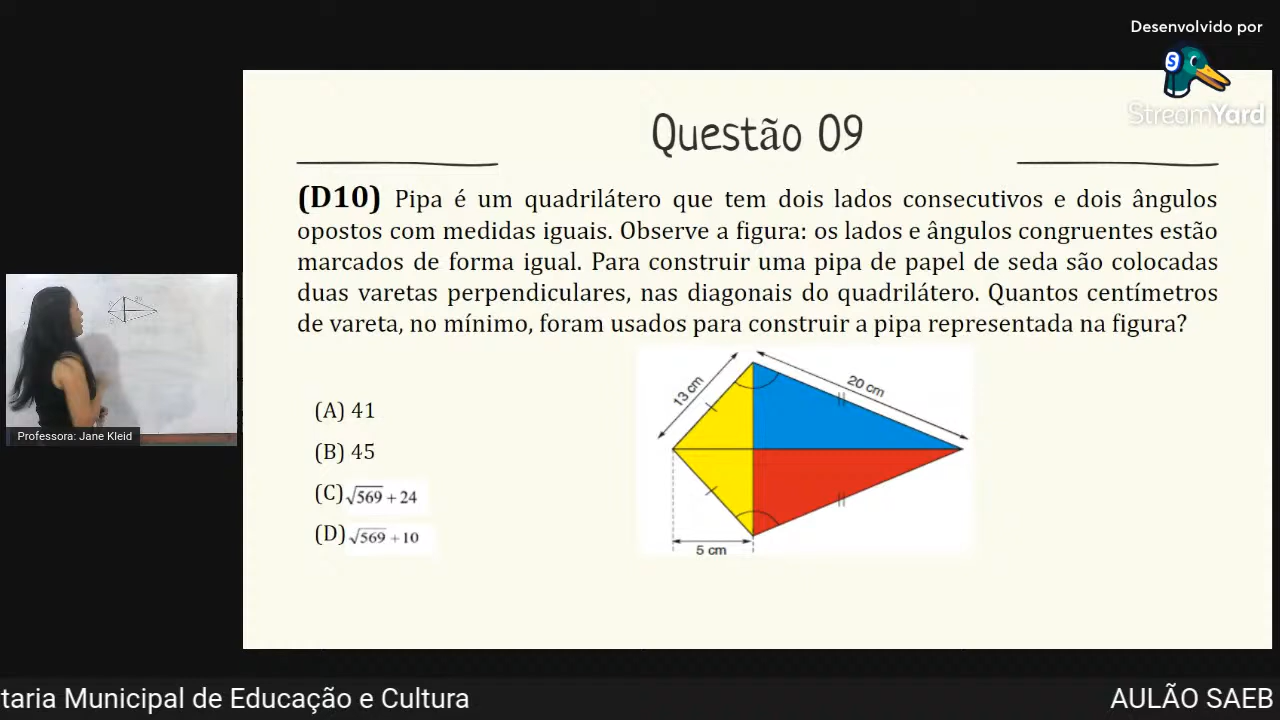 Desenvolvido por
S
StreamYard
Questão 09
(D10) Pipa é um quadrilátero que tem dois lados consecutivos e dois ângulos
opostos com medidas iguais. Observe a figura: os lados e ângulos congruentes estão
marcados de forma igual. Para construir uma pipa de papel de seda são colocadas
duas varetas perpendiculares, nas diagonais do quadrilátero. Quantos centímetros
de vareta, no mínimo, foram usados para construir a pipa representada na figura?
13 cm
20 cm
(A) 41
(B) 45
(C) √569 + 24
(D) √569 + 10
5 cm
Professora: Jane Kleid
taria Municipal de Educação e Cultura
AULÃO SAEB